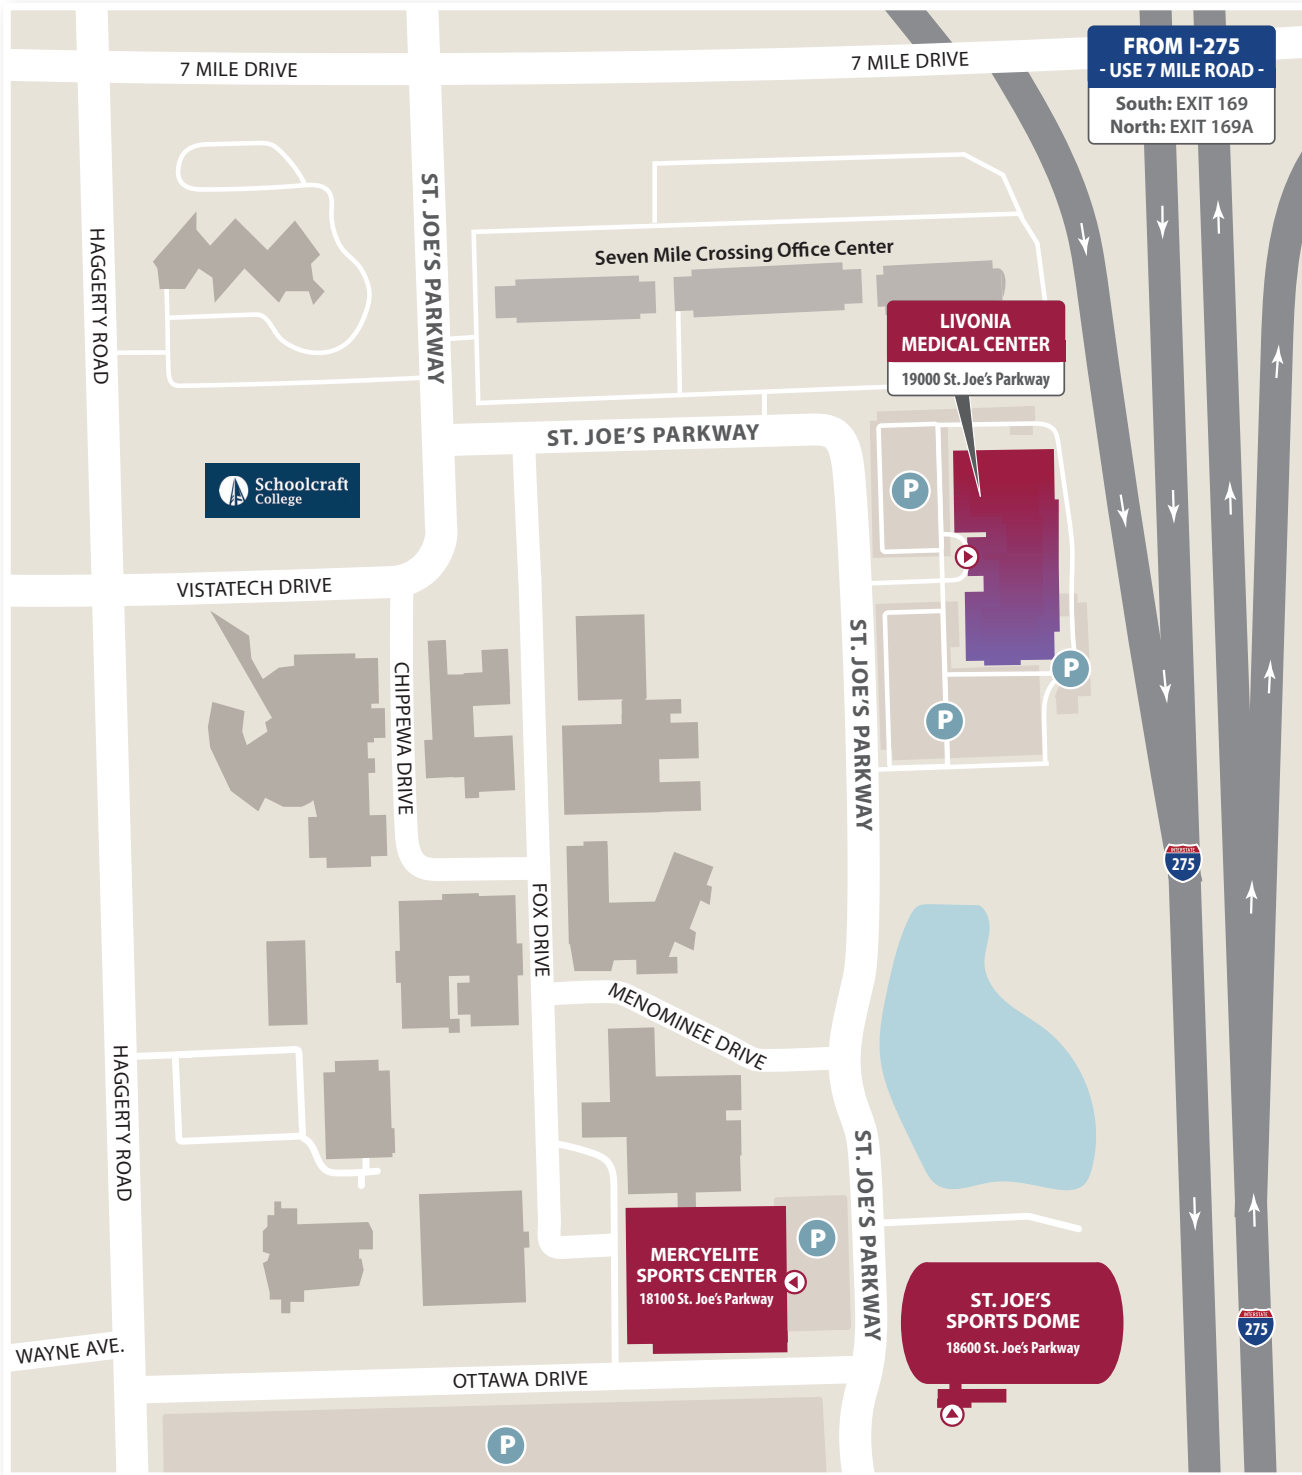 7 MILE DRIVE
7 MILE DRIVE
FROM I-275
- USE 7 MILE ROAD -
South: EXIT 169
North: EXIT 169A
HAGGERTY ROAD
ST. JOE'S PARKWAY
Seven Mile Crossing Office Center
LIVONIA
MEDICAL CENTER
19000 St. Joe's Parkway
ST. JOE'S PARKWAY
Schoolcraft
College
P
VISTATECH DRIVE
CHIPPEWA DRIVE
ST. JOE'S PARKWAY
P
P
INTERSTATE
275
FOX DRIVE
MENOMINEE DRIVE
HAGGERTY ROAD
ST. JOE'S PARKWAY
P
MERCYELITE
SPORTS CENTER
18100 St. Joe's Parkway
ST. JOE'S
SPORTS DOME
18600 St. Joe's Parkway
INTERSTATE
275
WAYNE AVE.
OTTAWA DRIVE
P